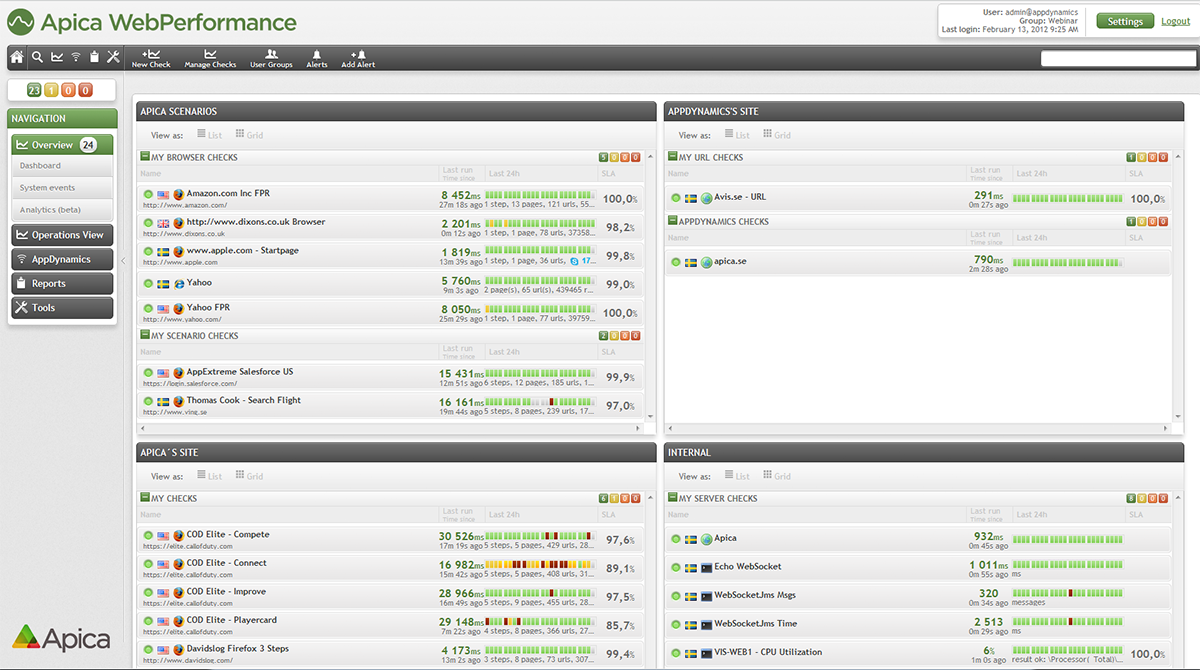 Apica WebPerformance
User: admin@appdynamics
Group: Webinar
Last login: February 13, 2012 9:25 AM
Settings
Logout
New Check
Manage Checks
User Groups
Alerts
Add Alert
23 1 0 0
NAVIGATION
Overview 24
Dashboard
System events
Analytics (beta)
Operations View
AppDynamics
Reports
Tools
Apica
APICA SCENARIOS
View as: List Grid
MY BROWSER CHECKS 5 0 0 0
Name Last run Last 24h SLA
Time since
Amazon.com Inc FPR 8 452ms 100,0%
http://www.amazon.com/ 27m 18s ago 1 step, 13 pages, 121 urls, 55...
http://www.dixons.co.uk Browser 2 201ms 98,2%
http://www.dixons.co.uk 0m 12s ago 1 step, 1 page, 78 urls, 37358...
www.apple.com - Startpage 1 819ms 99,8%
http://www.apple.com 13m 39s ago 1 step, 1 page, 36 urls, 17...
Yahoo 5 760ms 99,0%
9m 3s ago 2 page(s), 65 url(s), 439465 r...
Yahoo FPR 8 050ms 100,0%
http://www.yahoo.com/ 25m 29s ago 1 step, 1 page, 77 urls, 39759...
MY SCENARIO CHECKS 2 0 0 0
Name Last run Last 24h SLA
Time since
AppExtreme Salesforce US 15 431ms 99,9%
https://login.salesforce.com/ 12m 51s ago 6 steps, 12 pages, 185 urls, 1...
Thomas Cook - Search Flight 16 161ms 97,0%
http://www.ving.se 19m 44s ago 5 steps, 8 pages, 239 urls, 17...
APPDYNAMICS'S SITE
View as: List Grid
MY URL CHECKS 1 0 0 0
Name Last run Last 24h SLA
Time since
Avis.se - URL 291ms 100,0%
0m 27s ago
APPDYNAMICS CHECKS 1 0 0 0
Name Last run Last 24h SLA
Time since
apica.se 790ms
2m 28s ago
APICA´S SITE
View as: List Grid
MY CHECKS 6 1 0 0
Name Last run Last 24h SLA
Time since
COD Elite - Compete 30 526ms 97,6%
https://elite.callofduty.com 17m 19s ago 5 steps, 5 pages, 429 urls, 28...
COD Elite - Connect 16 982ms 89,1%
https://elite.callofduty.com 15m 42s ago 5 steps, 5 pages, 408 urls, 31...
COD Elite - Improve 28 966ms 97,5%
https://elite.callofduty.com 16m 49s ago 5 steps, 9 pages, 455 urls, 28...
COD Elite - Playercard 29 148ms 85,7%
https://elite.callofduty.com 7m 22s ago 4 steps, 8 pages, 366 urls, 27...
Davidslog Firefox 3 Steps 4 173ms 99,4%
http://www.davidslog.com/ 13m 2s ago 3 steps, 8 pages, 73 urls, 307...
INTERNAL
View as: List Grid
MY SERVER CHECKS 8 0 0 0
Name Last run Last 24h SLA
Time since
Apica 932ms
0m 45s ago
Echo WebSocket 1 011ms
0m 55s ago ms
WebSocketJms Msgs 320
0m 34s ago messages
WebSocketJms Time 2 513
0m 29s ago ms
VIS-WEB1 - CPU Utilization 6% 100,0%
1m 0s ago result olc \Processor( Total)\...